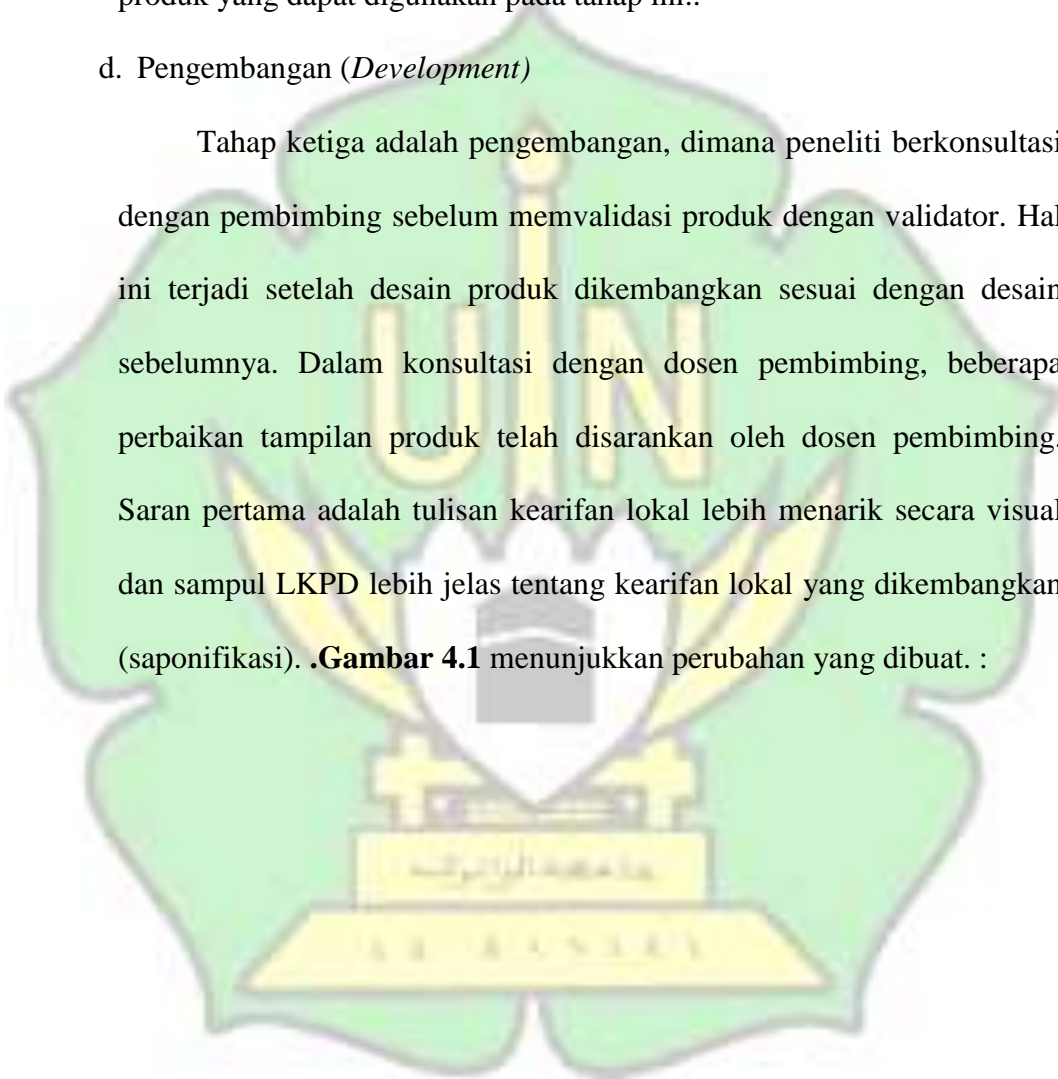 produk yang dapat digunakan pada tahap ini..
d. Pengembangan (Development)
Tahap ketiga adalah pengembangan, dimana peneliti berkonsultasi
dengan pembimbing sebelum memvalidasi produk dengan validator. Hal
ini terjadi setelah desain produk dikembangkan sesuai dengan desain
sebelumnya. Dalam konsultasi dengan dosen pembimbing, beberapa
perbaikan tampilan produk telah disarankan oleh dosen pembimbing.
Saran pertama adalah tulisan kearifan lokal lebih menarik secara visual
dan sampul LKPD lebih jelas tentang kearifan lokal yang dikembangkan
(saponifikasi). .Gambar 4.1 menunjukkan perubahan yang dibuat. :
UIN